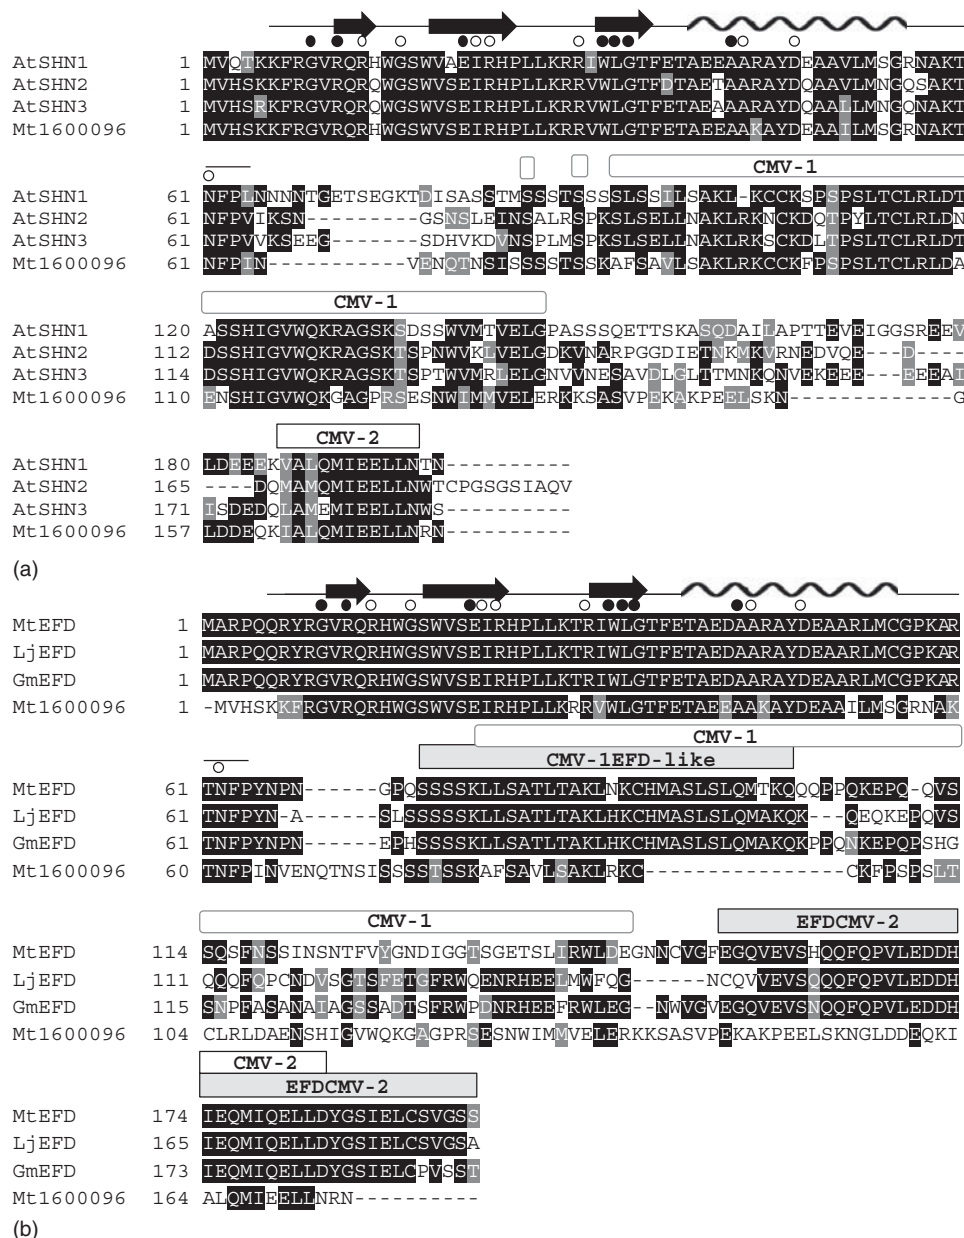 AtSHN1 1 MVQTKKFRGVRQRHWGSWVAEIRHPLLKRRIWLGTFETAEEAARAYDEAAVLMSGRNAKT
AtSHN2 1 MVHSKKFRGVRQRQWGSWVSEIRHPLLKRRVWLGTFDTAETAARAYDQAAVLMNGQSAKT
AtSHN3 1 MVHSRKFRGVRQRQWGSWVSEIRHPLLKRRVWLGTFETAEAAARAYDQAALLMNGQNAKT
Mt1600096 1 MVHSKKFRGVRQRHWGSWVSEIRHPLLKRRVWLGTFETAEEAAKAYDEAAILMSGRNAKT
CMV-1
AtSHN1 61 NFPLNNNNTGETSEGKTDISASSTMSSSTSSSSLSSILSAKL-KCCKSPSPSLTCLRLDT
AtSHN2 61 NFPVIKSN---------GSNSLEINSALRSPKSLSELLNAKLRKNCKDQTPYLTCLRLDN
AtSHN3 61 NFPVVKSEEG-------SDHVKDVNSPLMSPKSLSELLNAKLRKSCKDLTPSLTCLRLDN
Mt1600096 61 NFPIN-----------VENQTNSISSSSTSSKAFSAVLSAKLRKCCKFPSPSLTCLRLDA
CMV-1
AtSHN1 120 ASSHIGVWQKRAGSKSDSSWVMTVELGPASSSQETTSKASQDAILAPTTEVEIGGSREEV
AtSHN2 112 DSSHIGVWQKRAGSKTSPNWVKLVELGDKVNARPGGDIETNKMKVRNEDVQE---D----
AtSHN3 114 DSSHIGVWQKRAGSKTSPTWVMRLELGNVVNESAVDLGLTTMNKQNVEKEEE---EEEAI
Mt1600096 110 ENSHIGVWQKGAGPRSESNWIMMVELERKKSASVPEKAKPEELSKN-------------G
CMV-2
AtSHN1 180 LDEEEKVALQMIEELLNTN----------
AtSHN2 165 ----DQMAMQMIEELLNWTCPGSGSIAQV
AtSHN3 171 ISDEDQLAMEMIEELLNWS----------
Mt1600096 157 LDDEQKIALQMIEELLNRN----------
(a)
MtEFD 1 MARPQQRYRGVRQRHWGSWVSEIRHPLLKTRIWLGTFETAEDAARAYDEAARLMCGPKAR
LjEFD 1 MARPQQRYRGVRQRHWGSWVSEIRHPLLKTRIWLGTFETAEDAARAYDEAARLMCGPKAR
GmEFD 1 MARPQQRYRGVRQRHWGSWVSEIRHPLLKTRIWLGTFETAEDAARAYDEAARLMCGPKAR
Mt1600096 1 -MVHSKKFRGVRQRHWGSWVSEIRHPLLKRRVWLGTFETAEEAAKAYDEAAILMSGRNAK
CMV-1
CMV-1EFD-like
MtEFD 61 TNFPYNPN------GPQSSSSKLLSATLTAKLNKCHMASLSLQMTKQQQPPQKEPQ-QVS
LjEFD 61 TNFPYN-A------SLSSSSSKLLSATLTAKLHKCHMASLSLQMAKQK---QEQKEPQVS
GmEFD 61 TNFPYNPN------EPHSSSSKLLSATLTAKLHKCHMASLSLQMAKQKPPQNKEPQPSHG
Mt1600096 60 TNFPINVENQTNSISSSSTSSKAFSAVLSAKLRKC---------------CKFPSPSLT
CMV-1
EFDCMV-2
MtEFD 114 SQSFNSSINSNTFVYGNDIGGTSGETSLIRWLDEGNNCVGFEGQVEVSHQQFQPVLEDDH
LjEFD 111 QQQFQPCNDVSGTSFETGFRWQENRHEELMWFQG------NCQVVEVSQQQFQPVLEDDH
GmEFD 115 SNPFASANAIAGSSADTSFRWPDNRHEEFRWLEG--NWVGVEGQVEVSNQQFQPVLEDDH
Mt1600096 104 CLRLDAENSHIGVWQKGAGPRSESNWIMMVELERKKSASVPEKAKPEELSKNGLDDEQKI
CMV-2
EFDCMV-2
MtEFD 174 IEQMIQELLDYGSIELCSVGSS
LjEFD 165 IEQMIQELLDYGSIELCSVGSA
GmEFD 173 IEQMIQELLDYGSIELCPVSST
Mt1600096 164 ALQMIEELLNRN----------
(b)